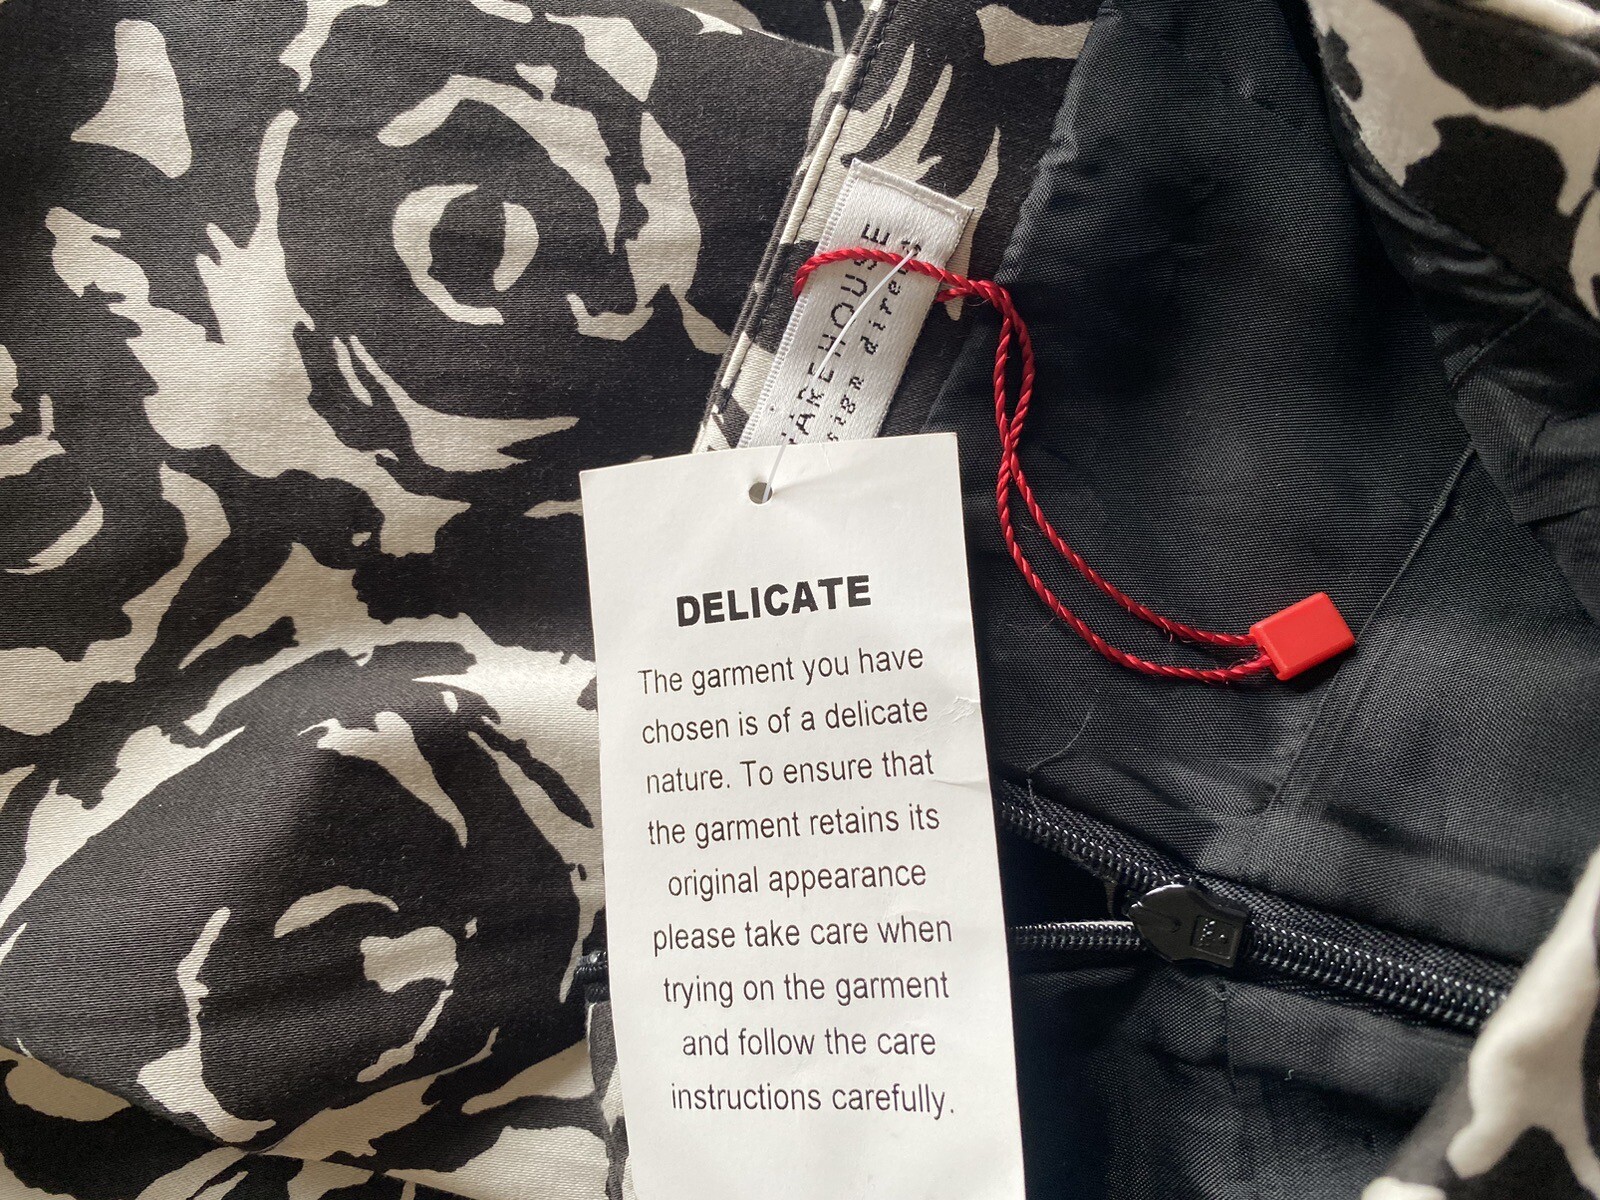 WAREHOUSE
DELICATE
The garment you have
chosen is of a delicate
nature. To ensure that
the garment retains its
original appearance
please take care when
trying on the garment
and follow the care
instructions carefully.